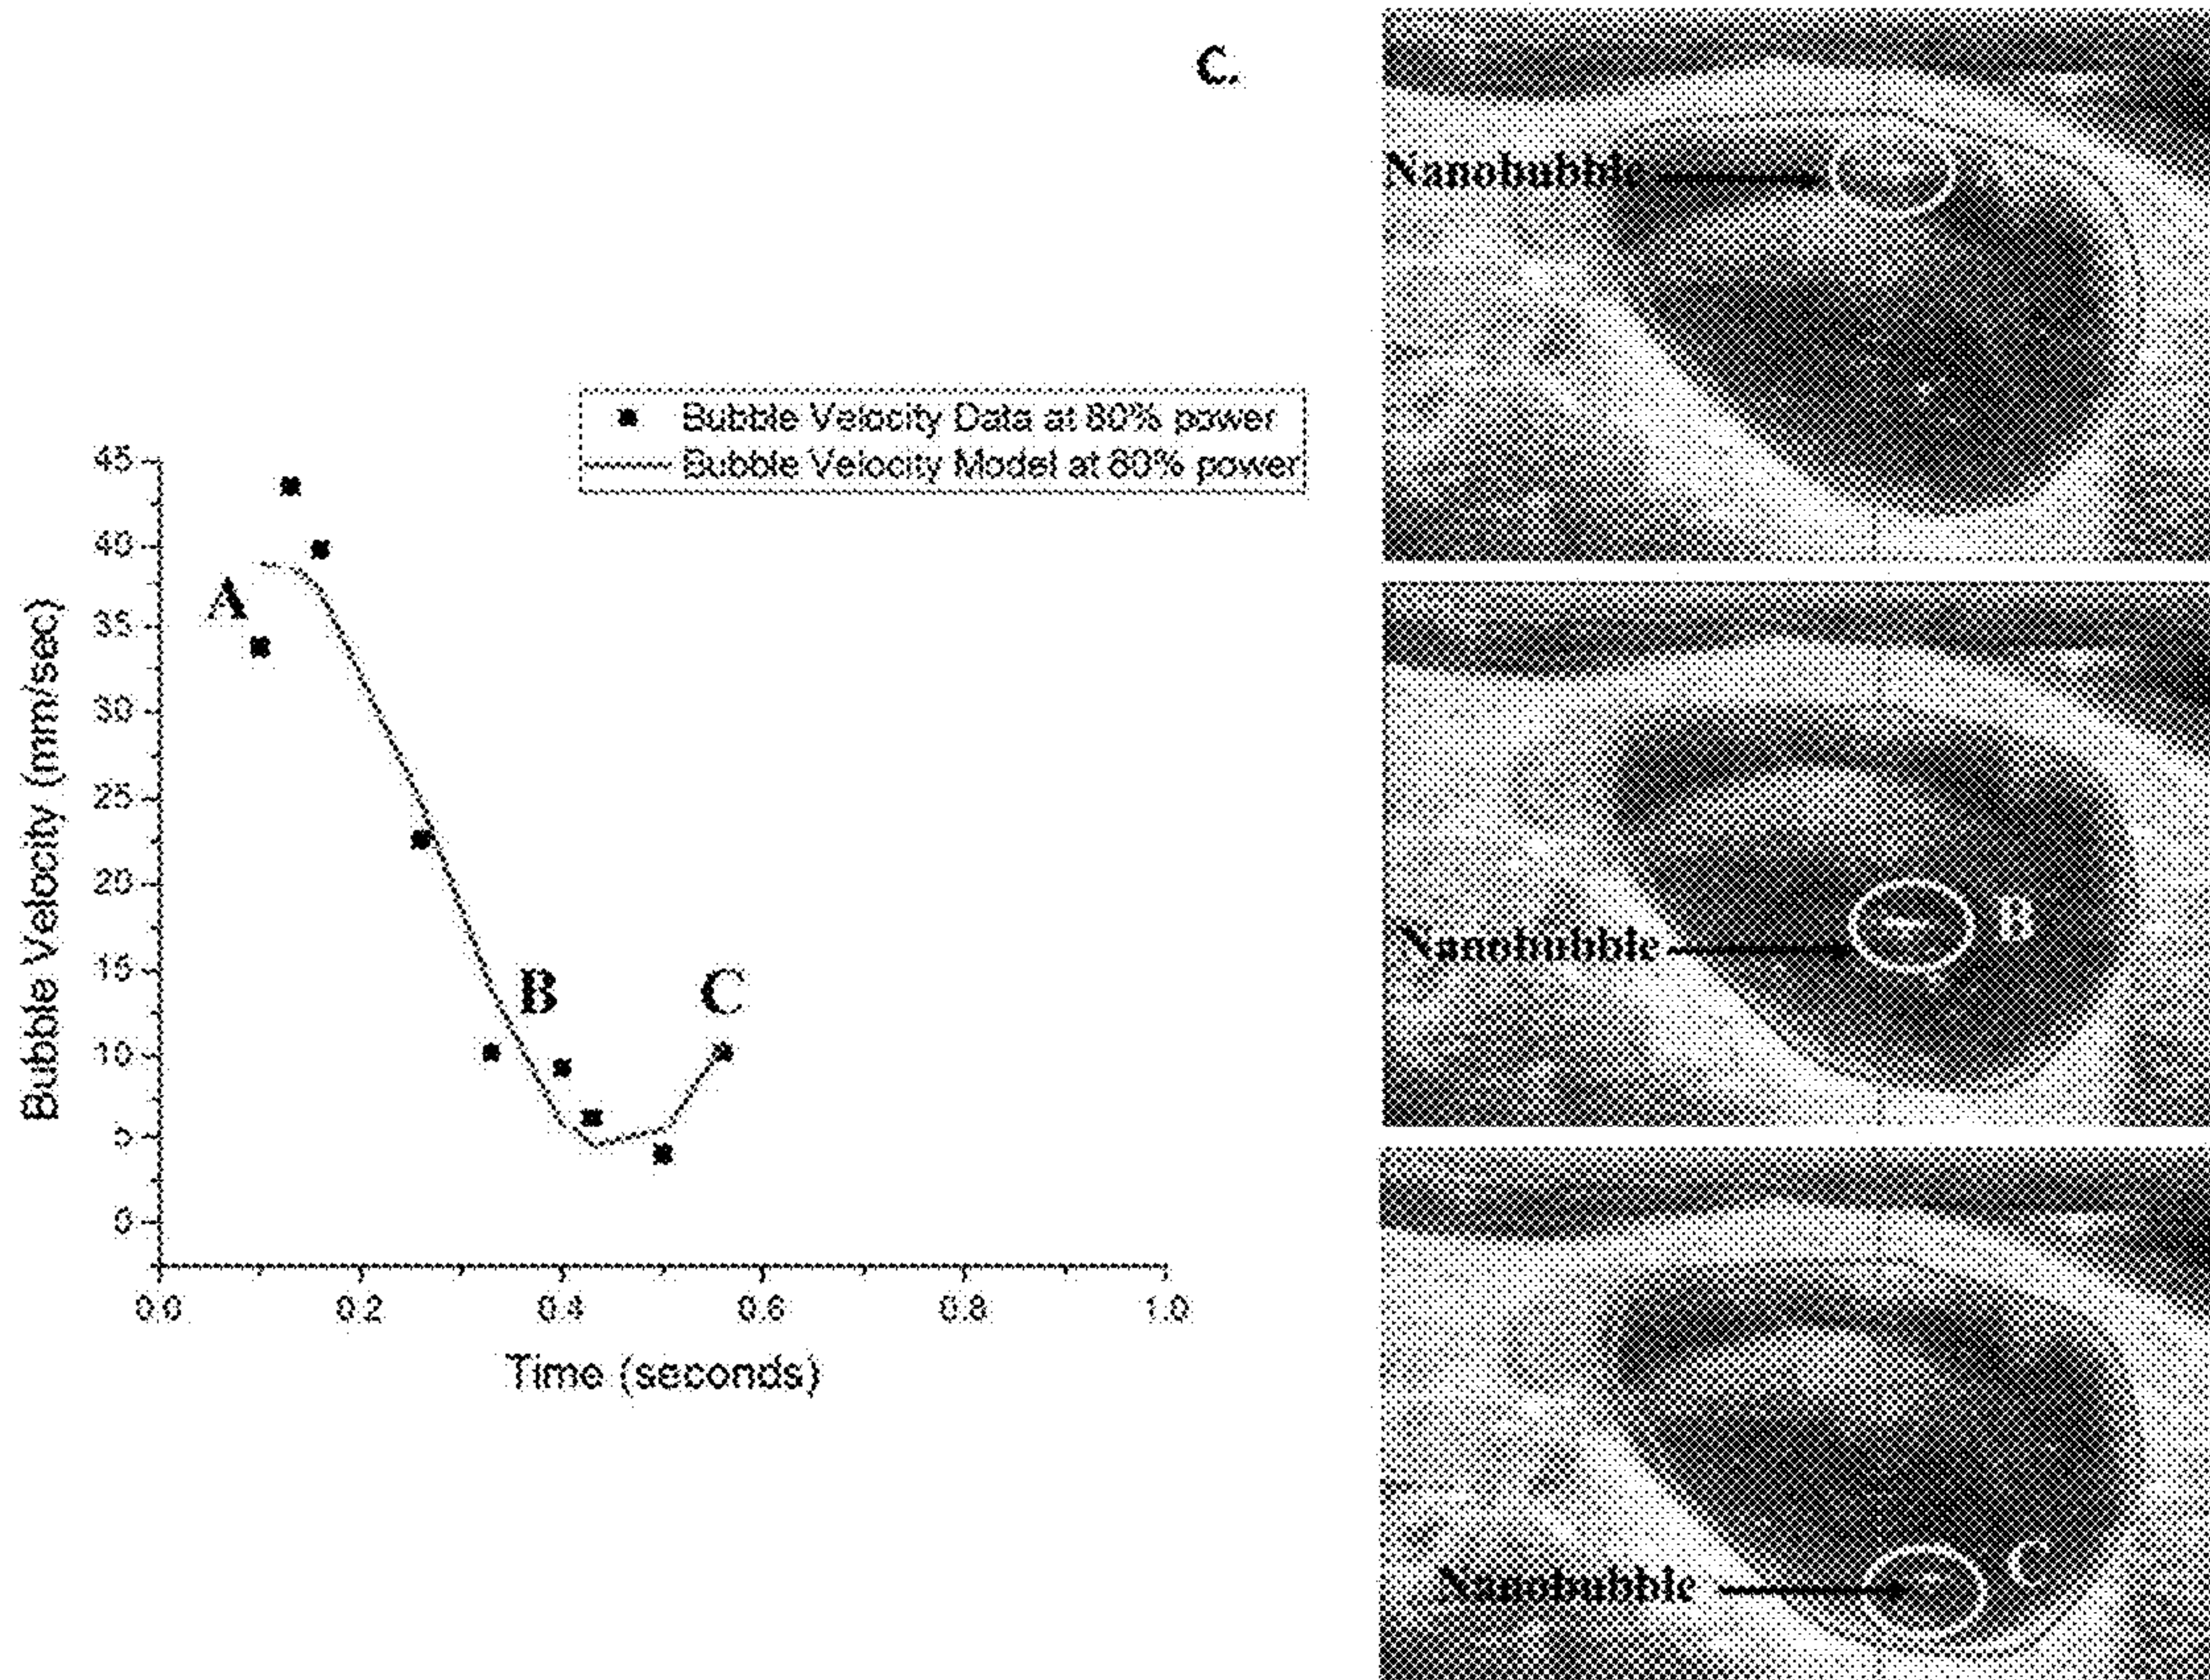 C.
Bubble Velocity Data at 80% power
Bubble Velocity Model at 80% power
45
40
35
30
25
20
15
10
5
0
Bubble Velocity (mm/sec)
A
B
C
0.0 0.2 0.4 0.6 0.8 1.0
Time (seconds)
Nanobubble
Nanobubble
B
Nanobubble
C